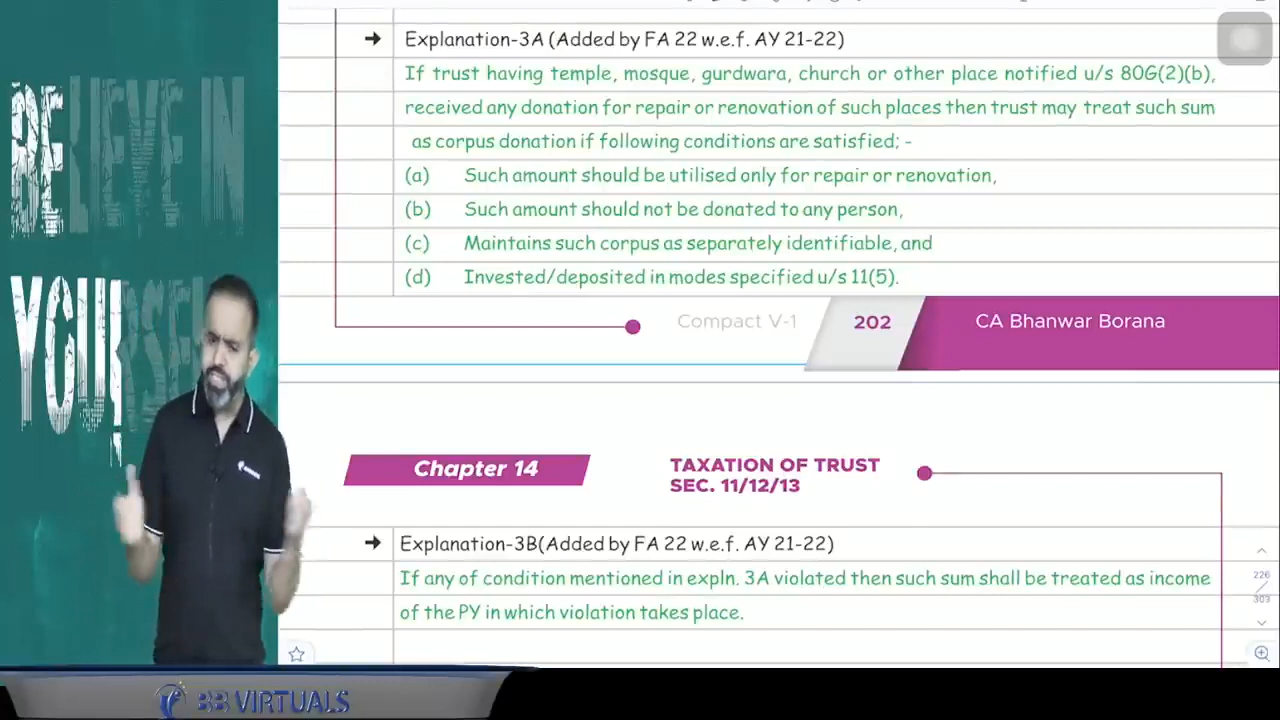 BELIEVE IN
YOURSELF
→ Explanation-3A (Added by FA 22 w.e.f. AY 21-22)
If trust having temple, mosque, gurdwara, church or other place notified u/s 80G(2)(b),
received any donation for repair or renovation of such places then trust may treat such sum
as corpus donation if following conditions are satisfied; -
(a) Such amount should be utilised only for repair or renovation,
(b) Such amount should not be donated to any person,
(c) Maintains such corpus as separately identifiable, and
(d) Invested/deposited in modes specified u/s 11(5).
Compact V-1 202 CA Bhanwar Borana
Chapter 14
TAXATION OF TRUST
SEC. 11/12/13
→ Explanation-3B(Added by FA 22 w.e.f. AY 21-22)
If any of condition mentioned in expln. 3A violated then such sum shall be treated as income
of the PY in which violation takes place.
226
303
BB VIRTUALS